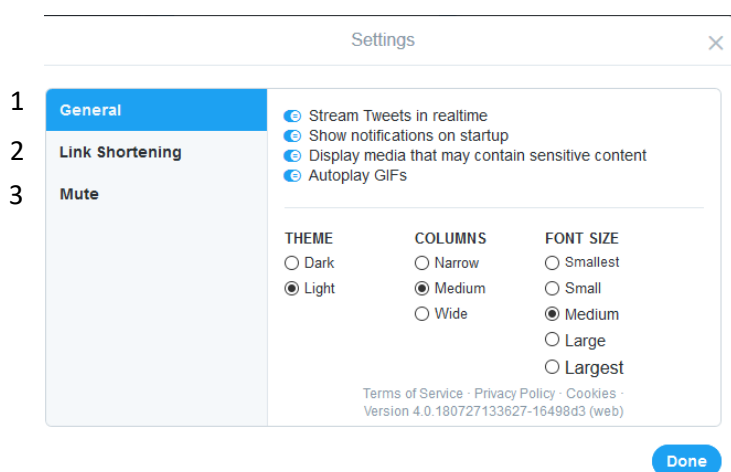 Settings
1 General
2 Link Shortening
3 Mute
Stream Tweets in realtime
Show notifications on startup
Display media that may contain sensitive content
Autoplay GIFs
THEME COLUMNS FONT SIZE
Dark Narrow Smallest
Light Medium Small
Wide Medium
Large
Largest
Terms of Service · Privacy Policy · Cookies ·
Version 4.0.180727133627-16498d3 (web)
Done